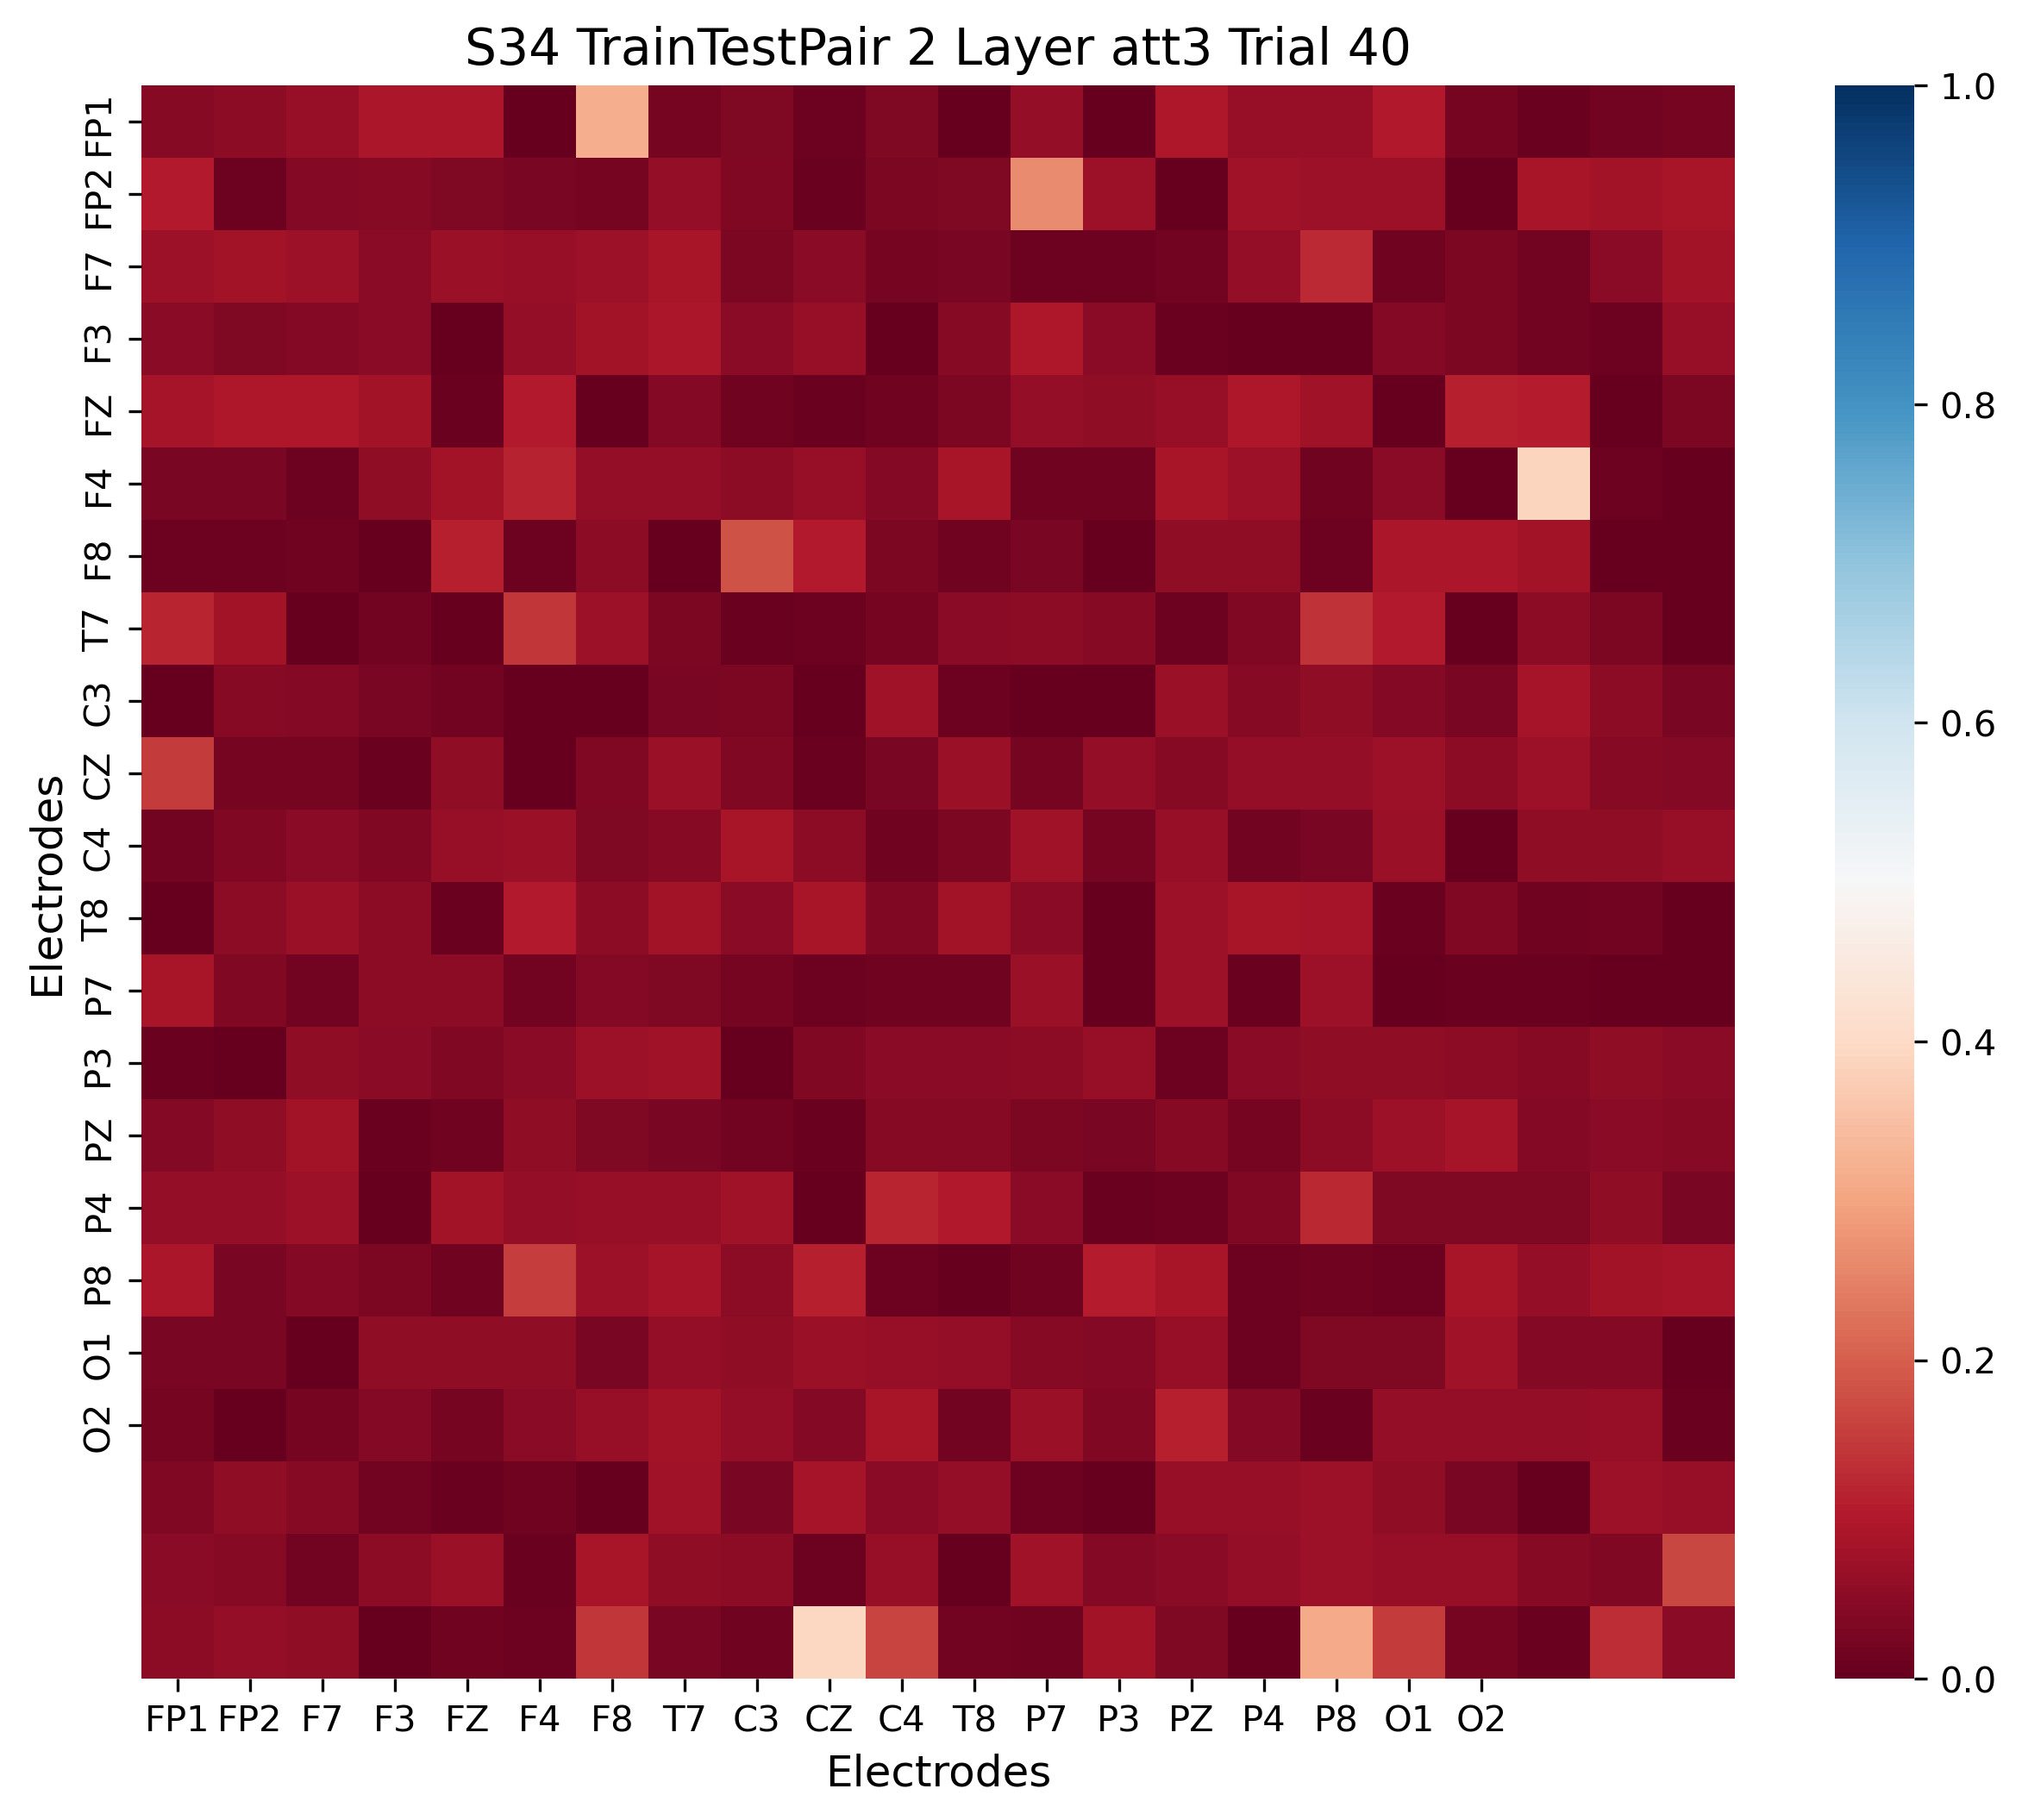 S34 TrainTestPair 2 Layer att3 Trial 40
Electrodes
FP1
FP2
F7
F3
FZ
F4
F8
T7
C3
CZ
C4
T8
P7
P3
PZ
P4
P8
O1
O2
FP1 FP2 F7 F3 FZ F4 F8 T7 C3 CZ C4 T8 P7 P3 PZ P4 P8 O1 O2
Electrodes
1.0
0.8
0.6
0.4
0.2
0.0